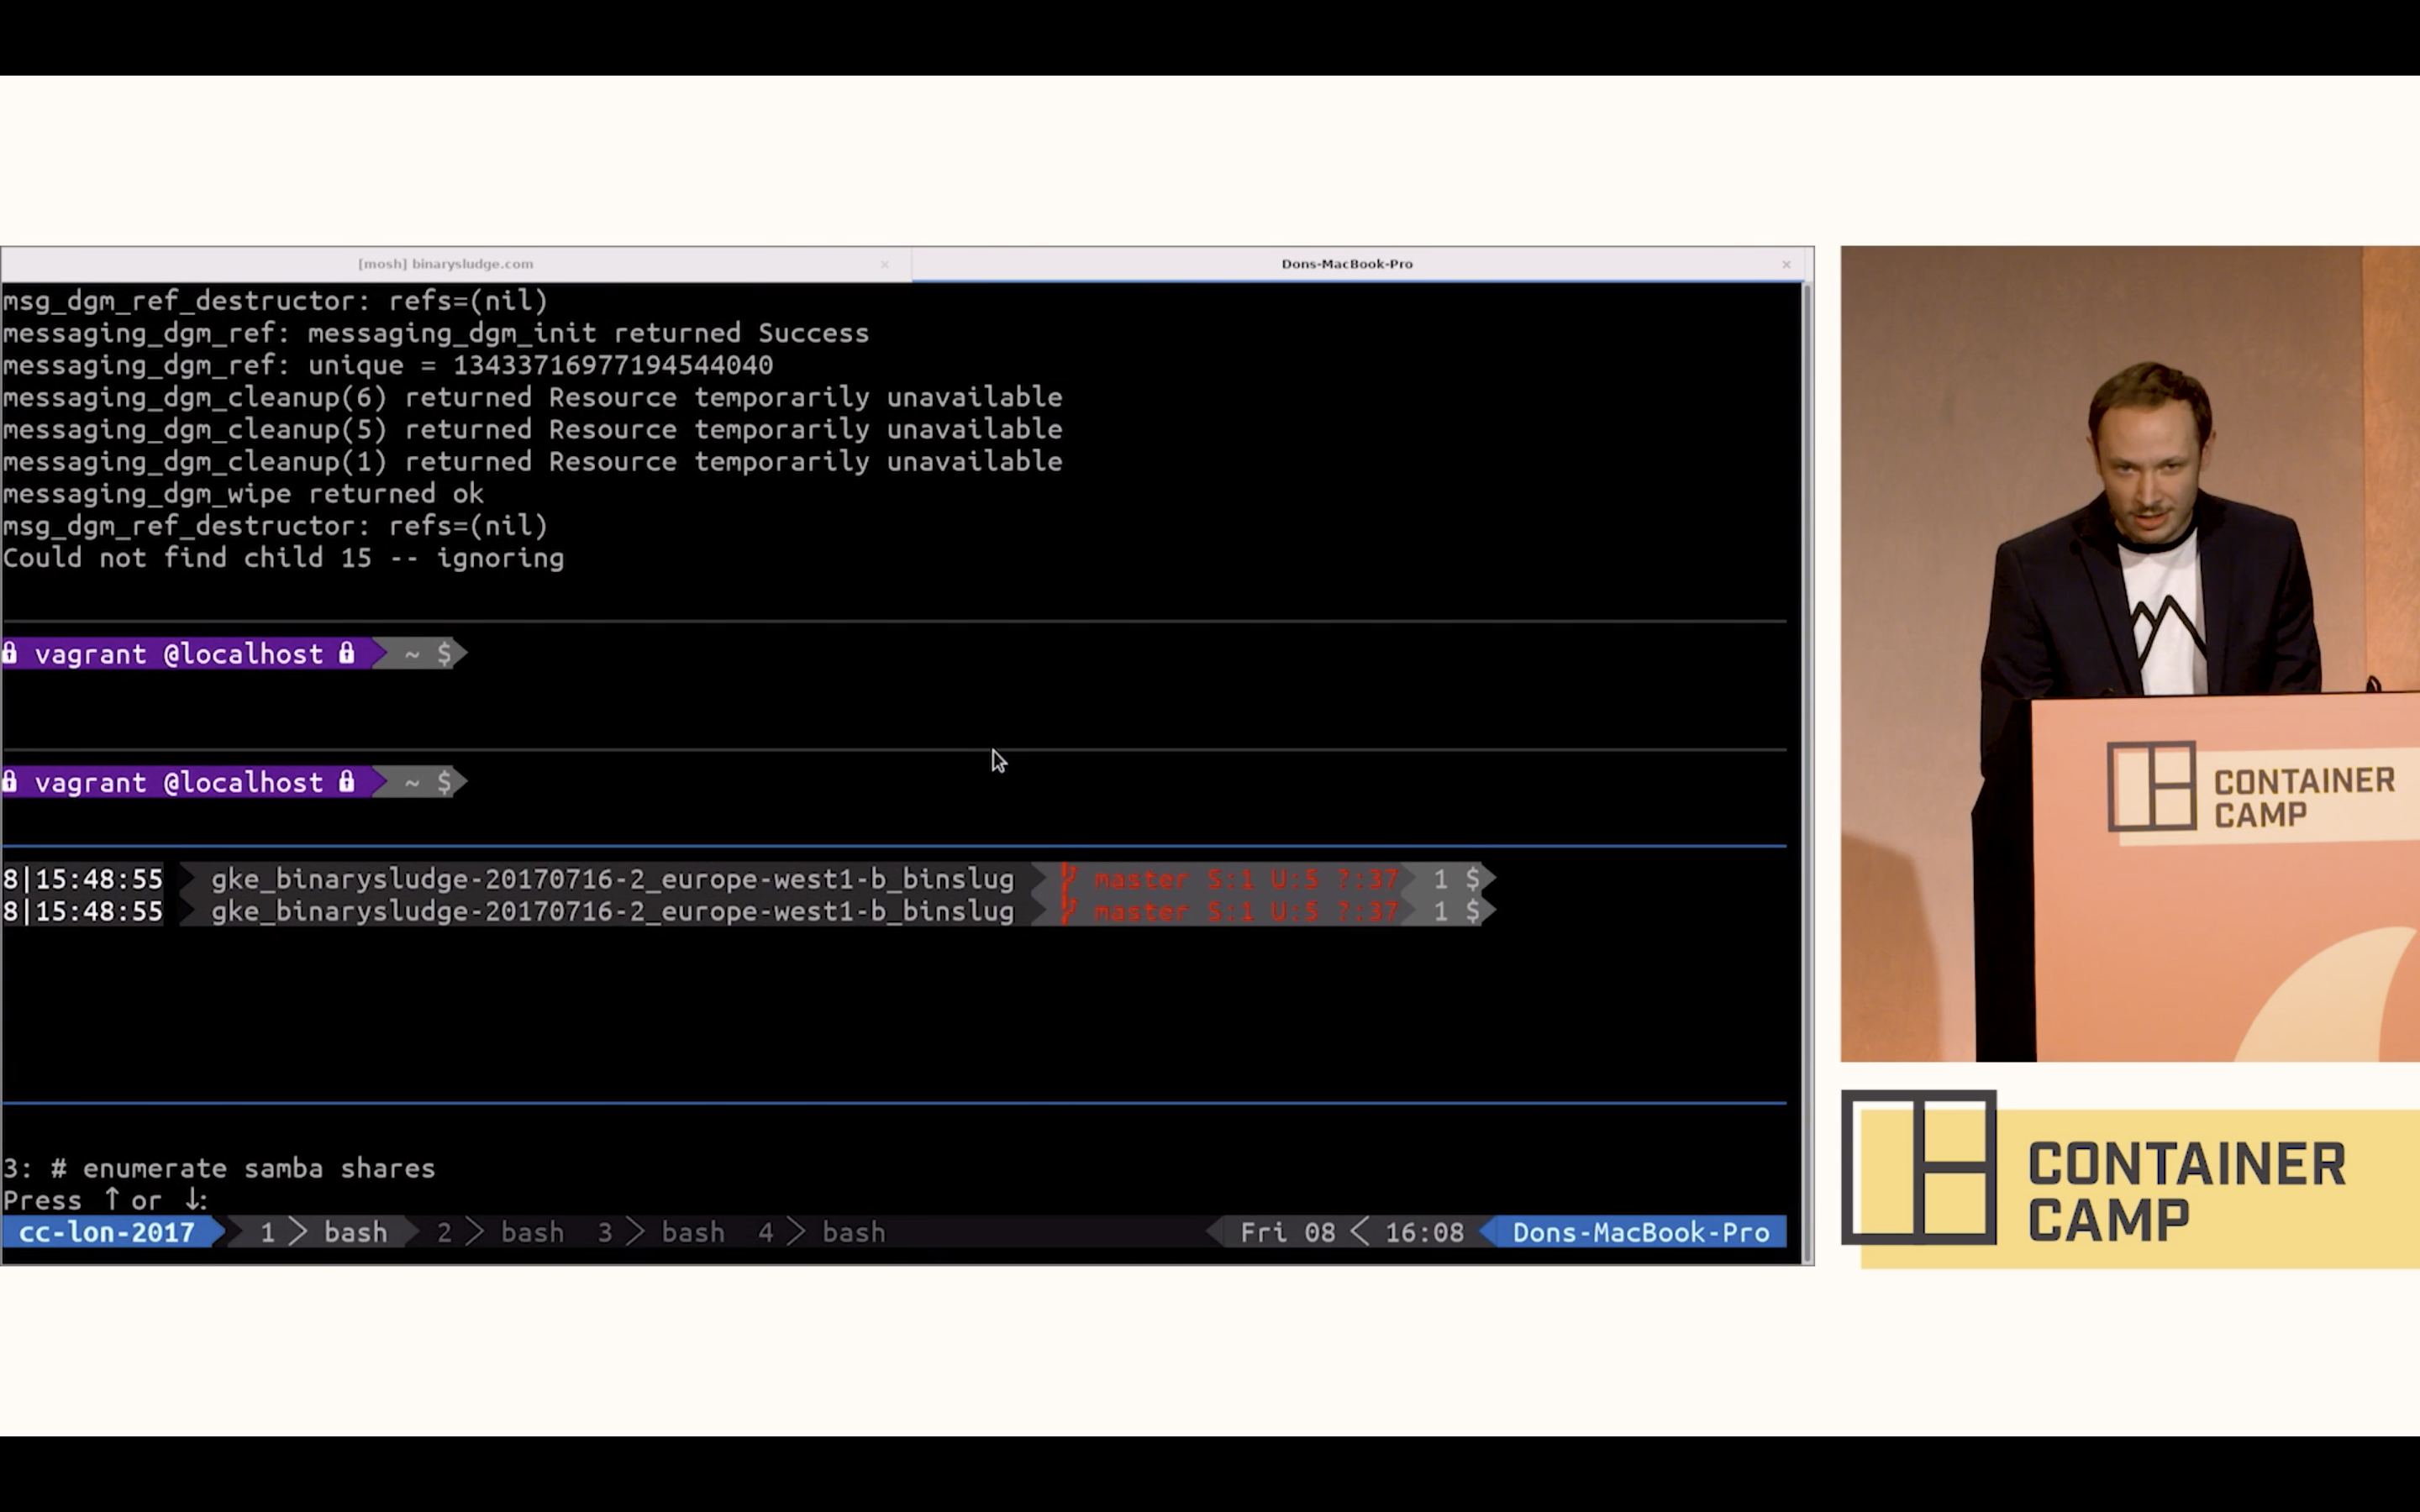 [mosh] binarysludge.com
Dons-MacBook-Pro
msg_dgm_ref_destructor: refs=(nil)
messaging_dgm_ref: messaging_dgm_init returned Success
messaging_dgm_ref: unique = 13433716977194544040
messaging_dgm_cleanup(6) returned Resource temporarily unavailable
messaging_dgm_cleanup(5) returned Resource temporarily unavailable
messaging_dgm_cleanup(1) returned Resource temporarily unavailable
messaging_dgm_wipe returned ok
msg_dgm_ref_destructor: refs=(nil)
Could not find child 15 -- ignoring
vagrant @localhost ~ $
vagrant @localhost ~ $
8|15:48:55 gke_binarysludge-20170716-2_europe-west1-b_binslug master S:1 U:5 ?:37 1 $
8|15:48:55 gke_binarysludge-20170716-2_europe-west1-b_binslug master S:1 U:5 ?:37 1 $
3: # enumerate samba shares
Press ↑ or ↓:
cc-lon-2017 1 > bash 2 > bash 3 > bash 4 > bash Fri 08 < 16:08 Dons-MacBook-Pro
CONTAINER
CAMP
CONTAINER
CAMP